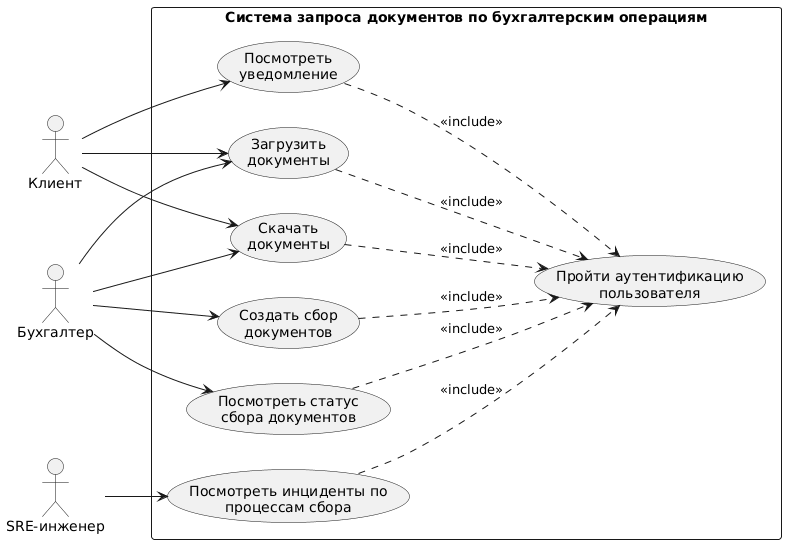 Система запроса документов по бухгалтерским операциям
Посмотреть
уведомление
«include»
Клиент
Загрузить
документы
«include»
Скачать
документы
«include»
Пройти аутентификацию
пользователя
Бухгалтер
Создать сбор
документов
«include»
«include»
Посмотреть статус
сбора документов
«include»
SRE-инженер
Посмотреть инциденты по
процессам сбора